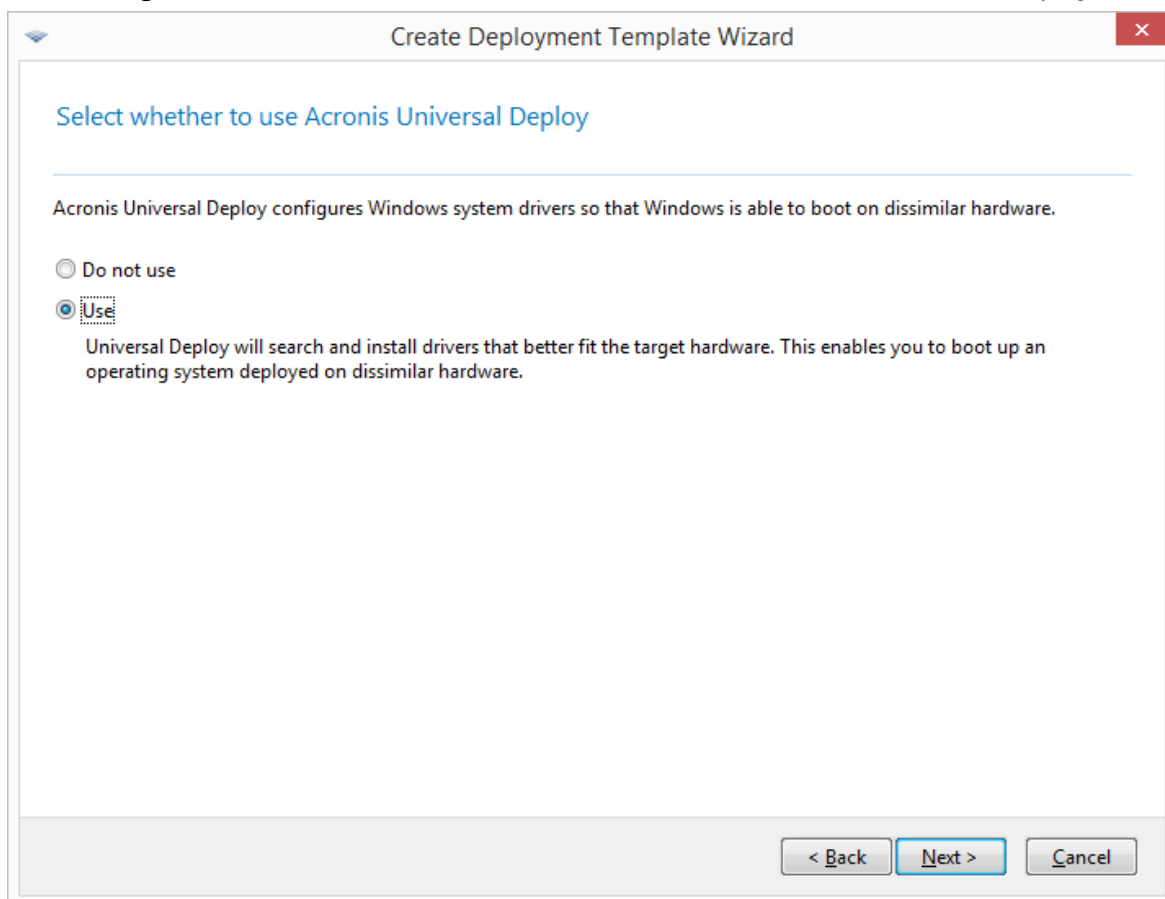 Create Deployment Template Wizard
Select whether to use Acronis Universal Deploy
Acronis Universal Deploy configures Windows system drivers so that Windows is able to boot on dissimilar hardware.
Do not use
Use
Universal Deploy will search and install drivers that better fit the target hardware. This enables you to boot up an
operating system deployed on dissimilar hardware.
< Back Next > Cancel